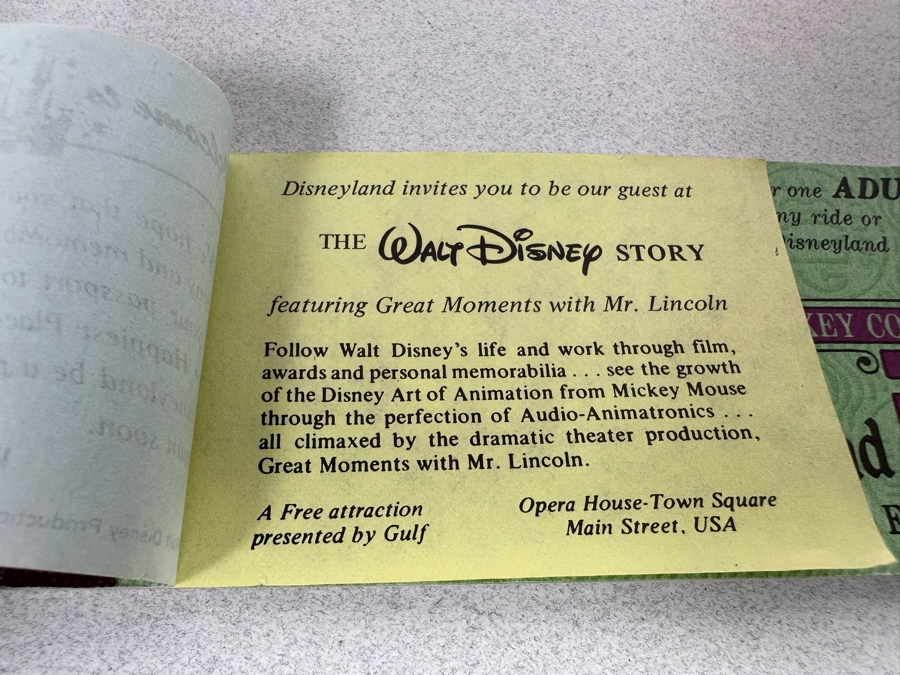 Disneyland invites you to be our guest at
THE WALT DISNEY STORY
featuring Great Moments with Mr. Lincoln
Follow Walt Disney's life and work through film,
awards and personal memorabilia . . . see the growth
of the Disney Art of Animation from Mickey Mouse
through the perfection of Audio-Animatronics . . .
all climaxed by the dramatic theater production,
Great Moments with Mr. Lincoln.
A Free attraction
presented by Gulf
Opera House-Town Square
Main Street, USA
one ADU
ride or
isneyland
KEY CO